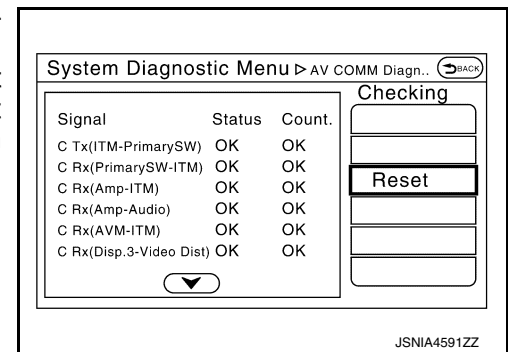 System Diagnostic Menu ▷ AV COMM Diagn.. BACK
Checking
Signal Status Count.
C Tx(ITM-PrimarySW) OK OK
C Rx(PrimarySW-ITM) OK OK
C Rx(Amp-ITM) OK OK
Reset
C Rx(Amp-Audio) OK OK
C Rx(AVM-ITM) OK OK
C Rx(Disp.3-Video Dist) OK OK
JSNIA4591ZZ